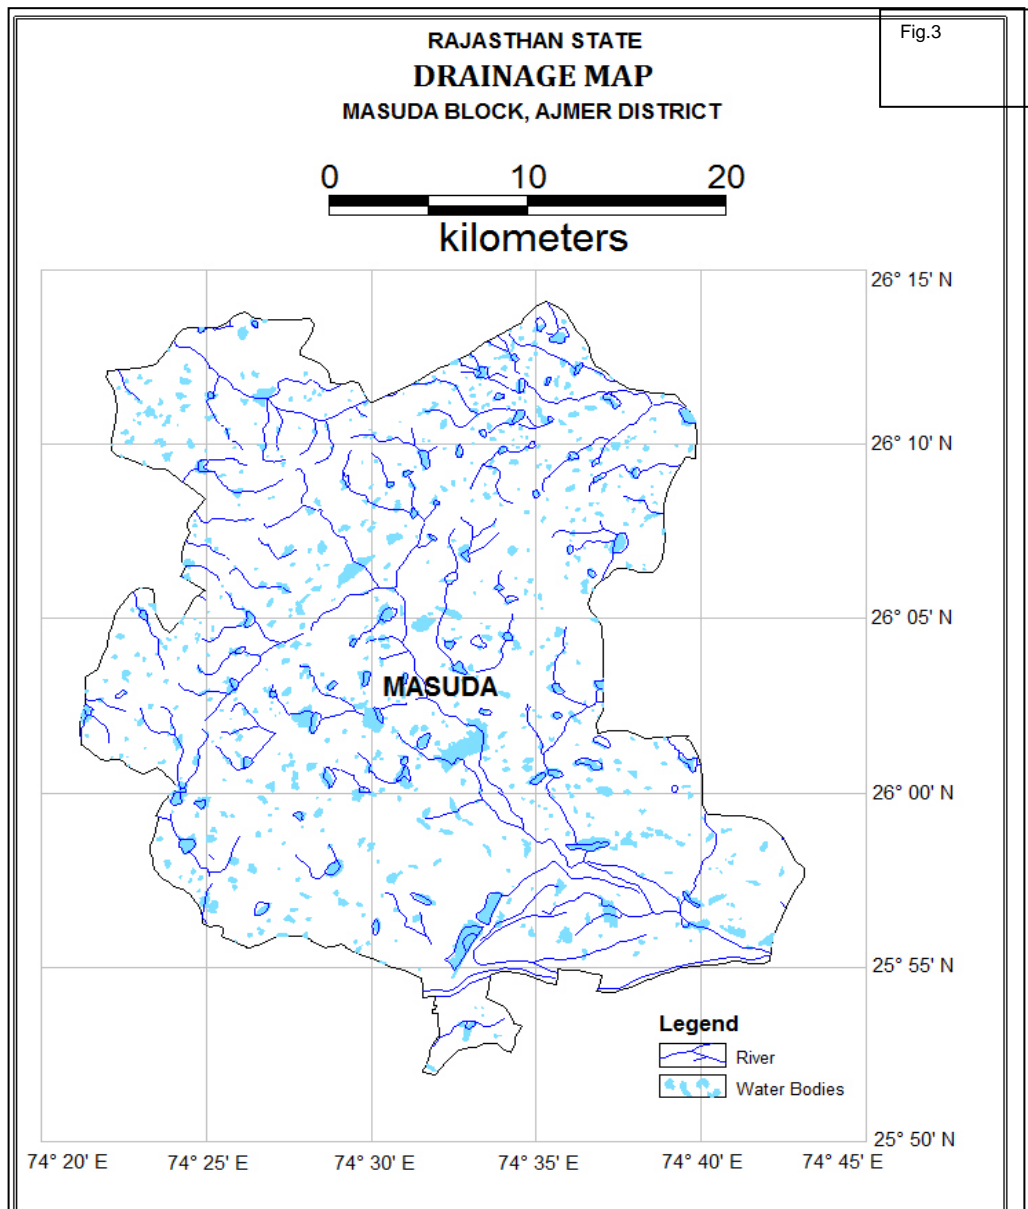 Fig.3
RAJASTHAN STATE
DRAINAGE MAP
MASUDA BLOCK, AJMER DISTRICT
0 10 20
kilometers
26° 15' N
26° 10' N
26° 05' N
MASUDA
26° 00' N
25° 55' N
Legend
River
Water Bodies
25° 50' N
74° 20' E 74° 25' E 74° 30' E 74° 35' E 74° 40' E 74° 45' E